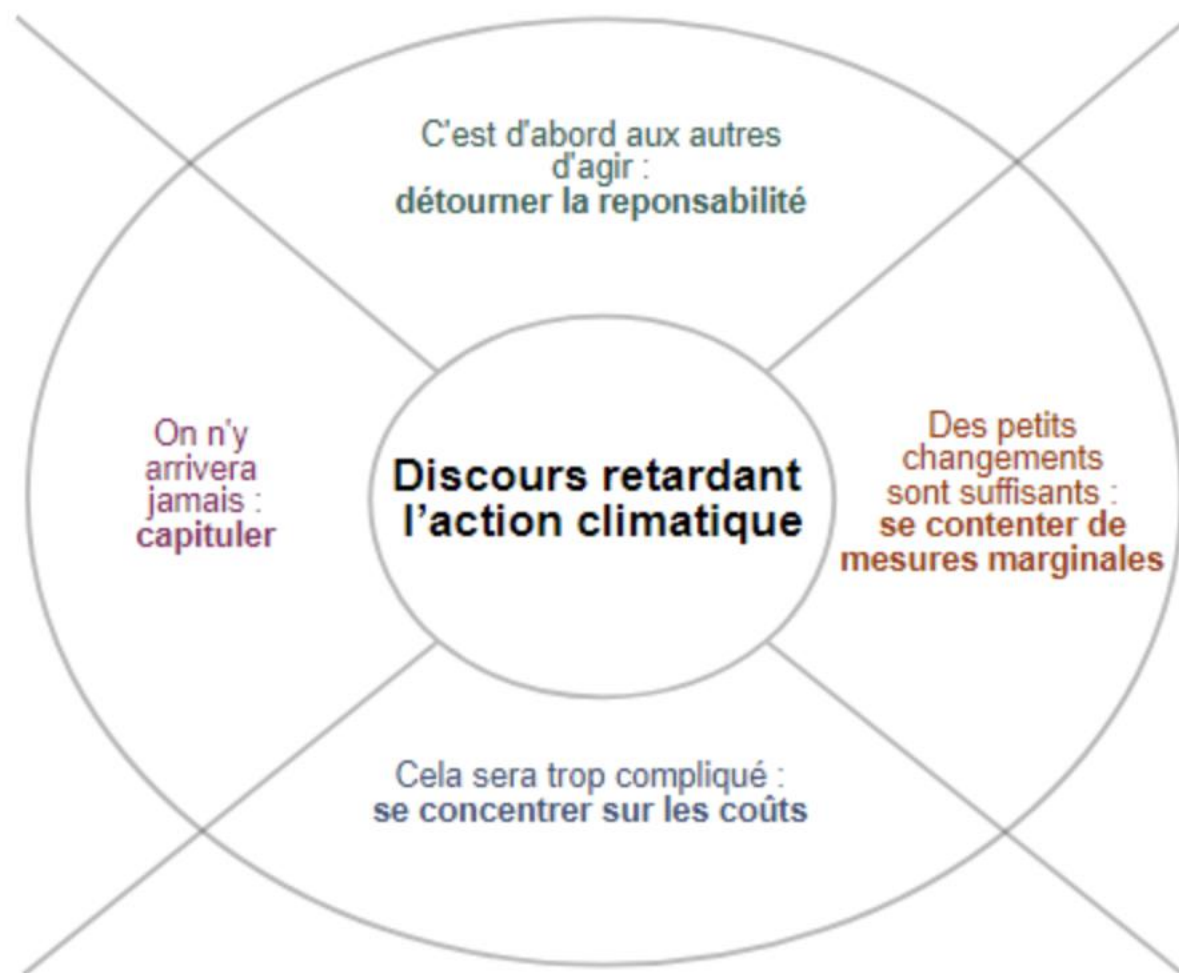 C'est d'abord aux autres
d'agir :
détourner la reponsabilité
On n'y
arrivera
jamais :
capituler
Discours retardant
l’action climatique
Des petits
changements
sont suffisants :
se contenter de
mesures marginales
Cela sera trop compliqué :
se concentrer sur les coûts